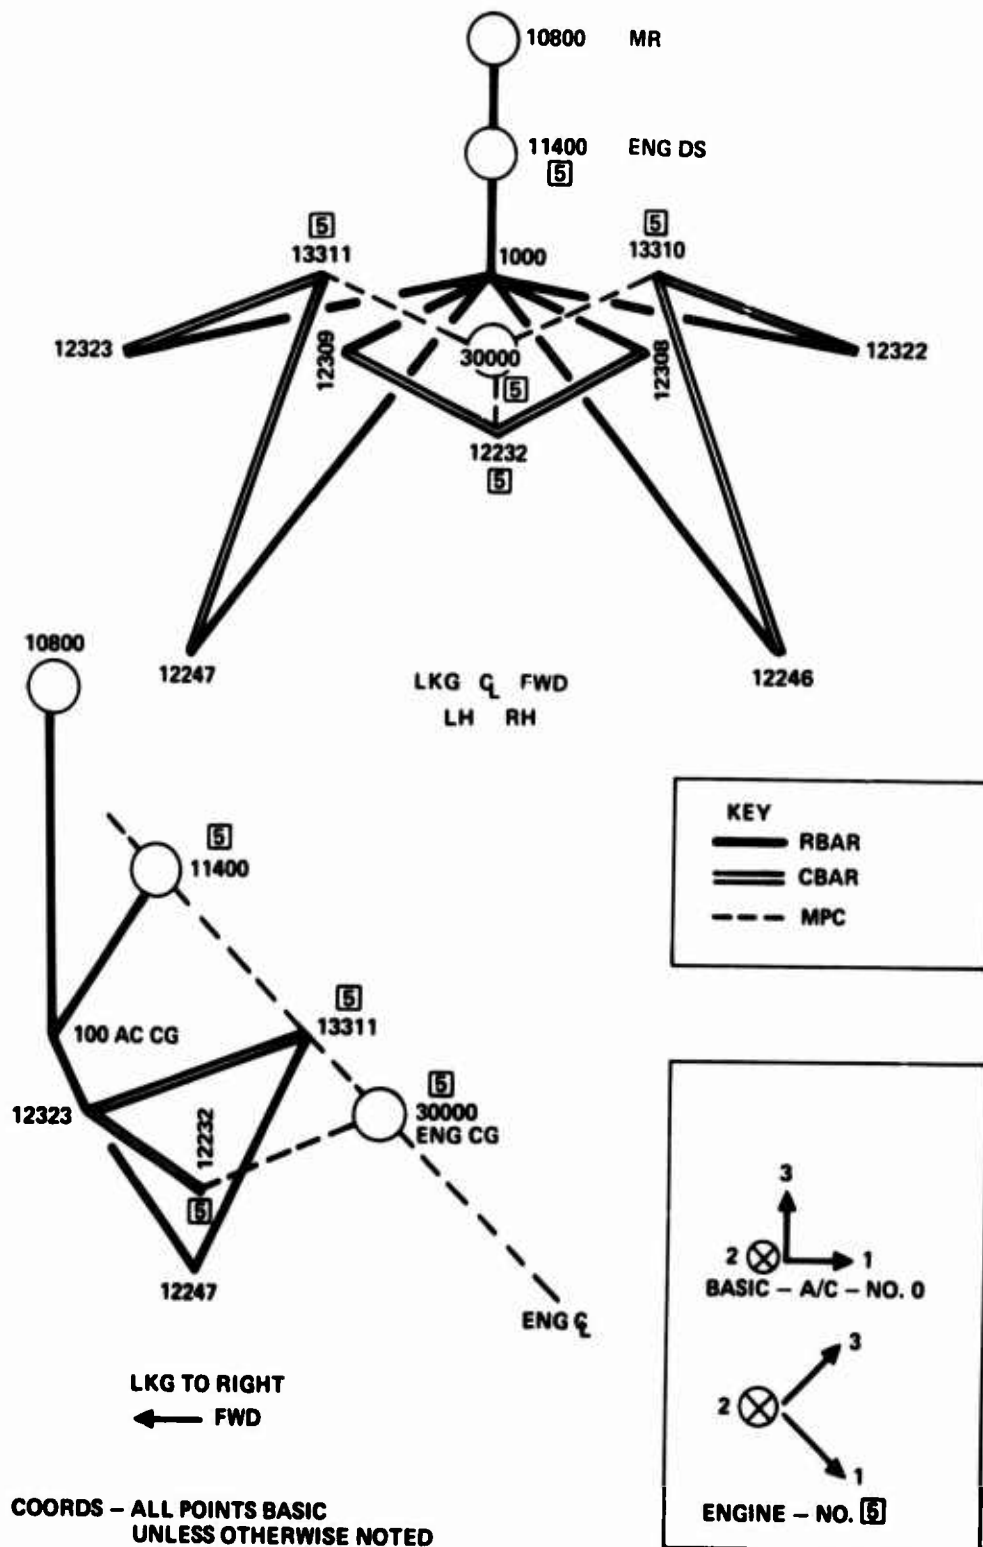 10800 MR
11400 ENG DS
5
5
13311
5
13310
1000
12323
12309
30000
12308
12322
5
12232
5
12247
12246
LKG ℄ FWD
LH RH
10800
5
11400
KEY
RBAR
CBAR
MPC
100 AC CG
5
13311
12323
12232
5
30000
ENG CG
5
12247
ENG ℄
3
2
1
BASIC – A/C – NO. 0
3
2
1
ENGINE – NO. 5
LKG TO RIGHT
FWD
COORDS – ALL POINTS BASIC
UNLESS OTHERWISE NOTED